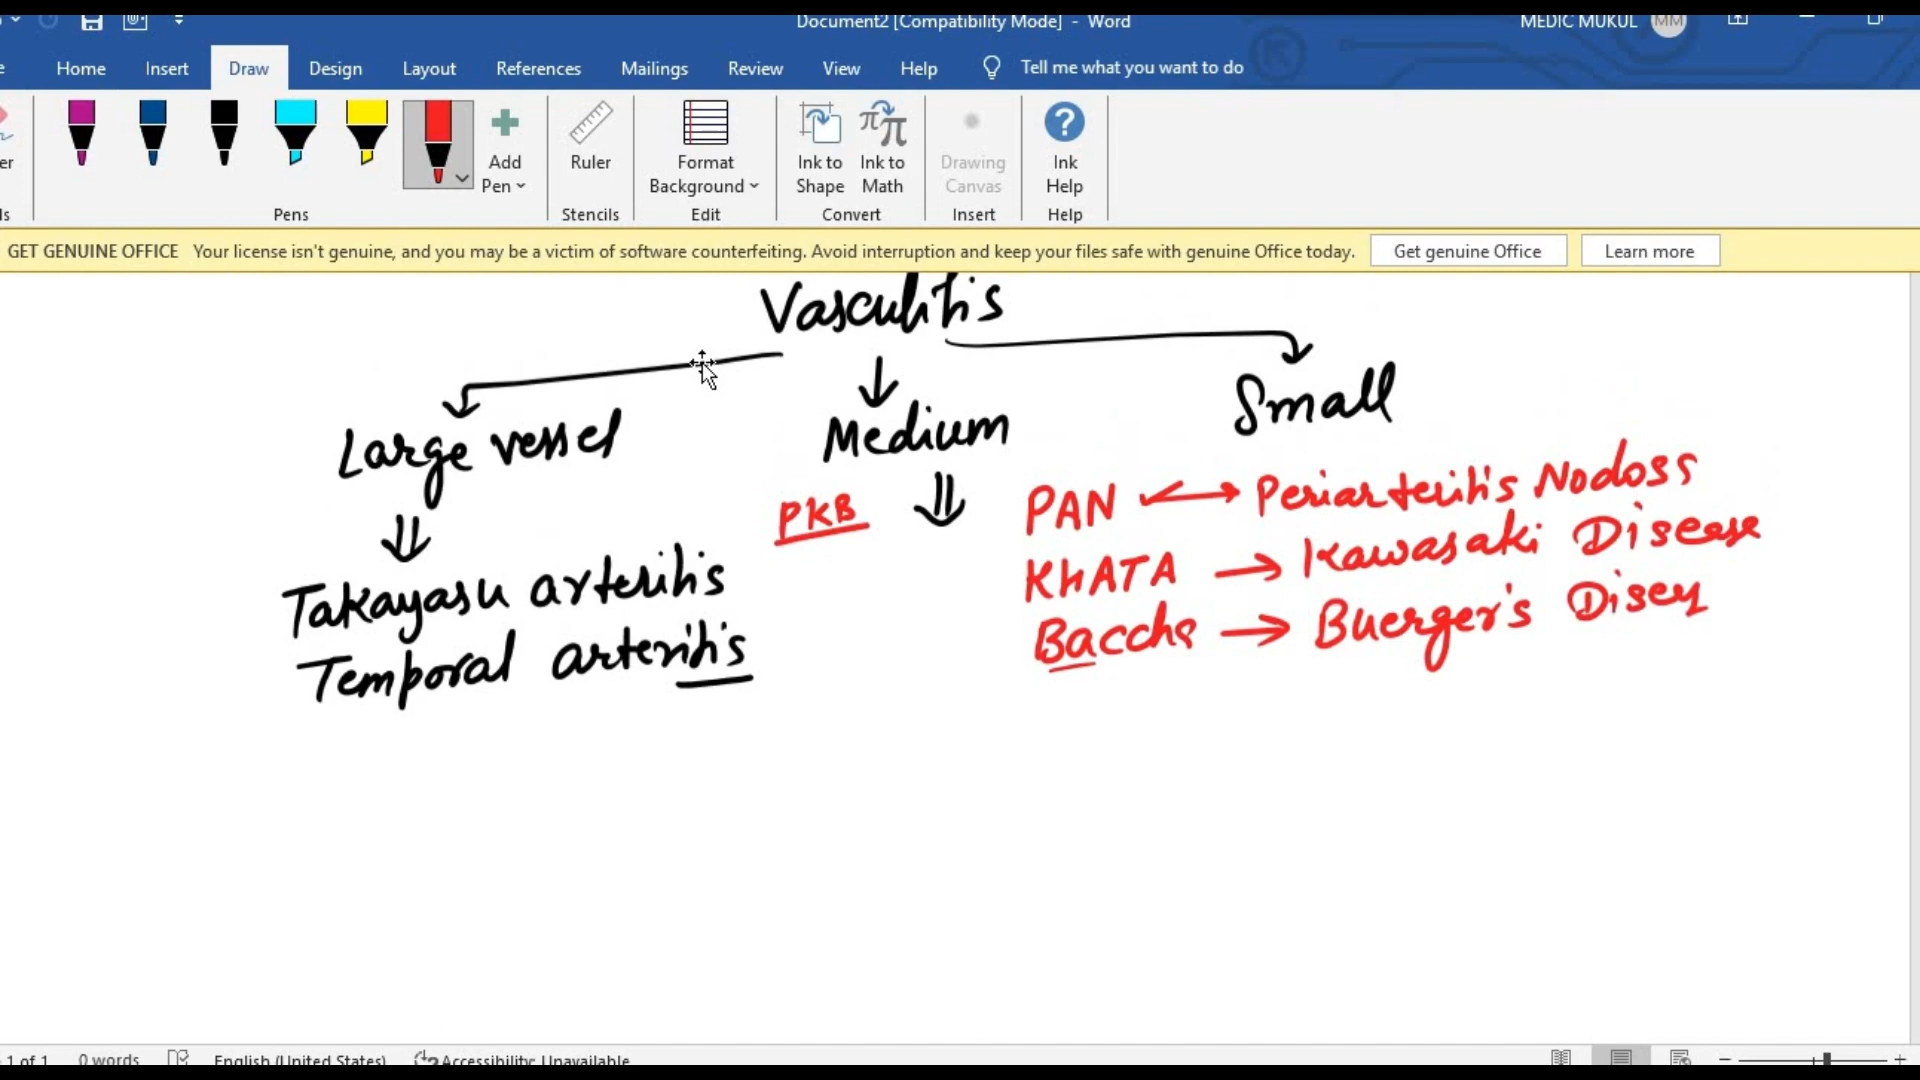 Document2 [Compatibility Mode] - Word
MEDIC MUKUL MM
Home Insert Draw Design Layout References Mailings Review View Help Tell me what you want to do
Add Pen
Ruler
Format Background
Ink to Shape
Ink to Math
Drawing Canvas
Ink Help
Pens Stencils Edit Convert Insert Help
GET GENUINE OFFICE Your license isn't genuine, and you may be a victim of software counterfeiting. Avoid interruption and keep your files safe with genuine Office today. Get genuine Office Learn more
Vasculitis
Large vessel Medium Small
PKB PAN Periarteritis Nodoss
KhATA Kawasaki Disease
Takayasu arteritis
Temporal arteritis
Bacche Buerger's
1 of 1 0 words English (United States) Accessibility: Unavailable